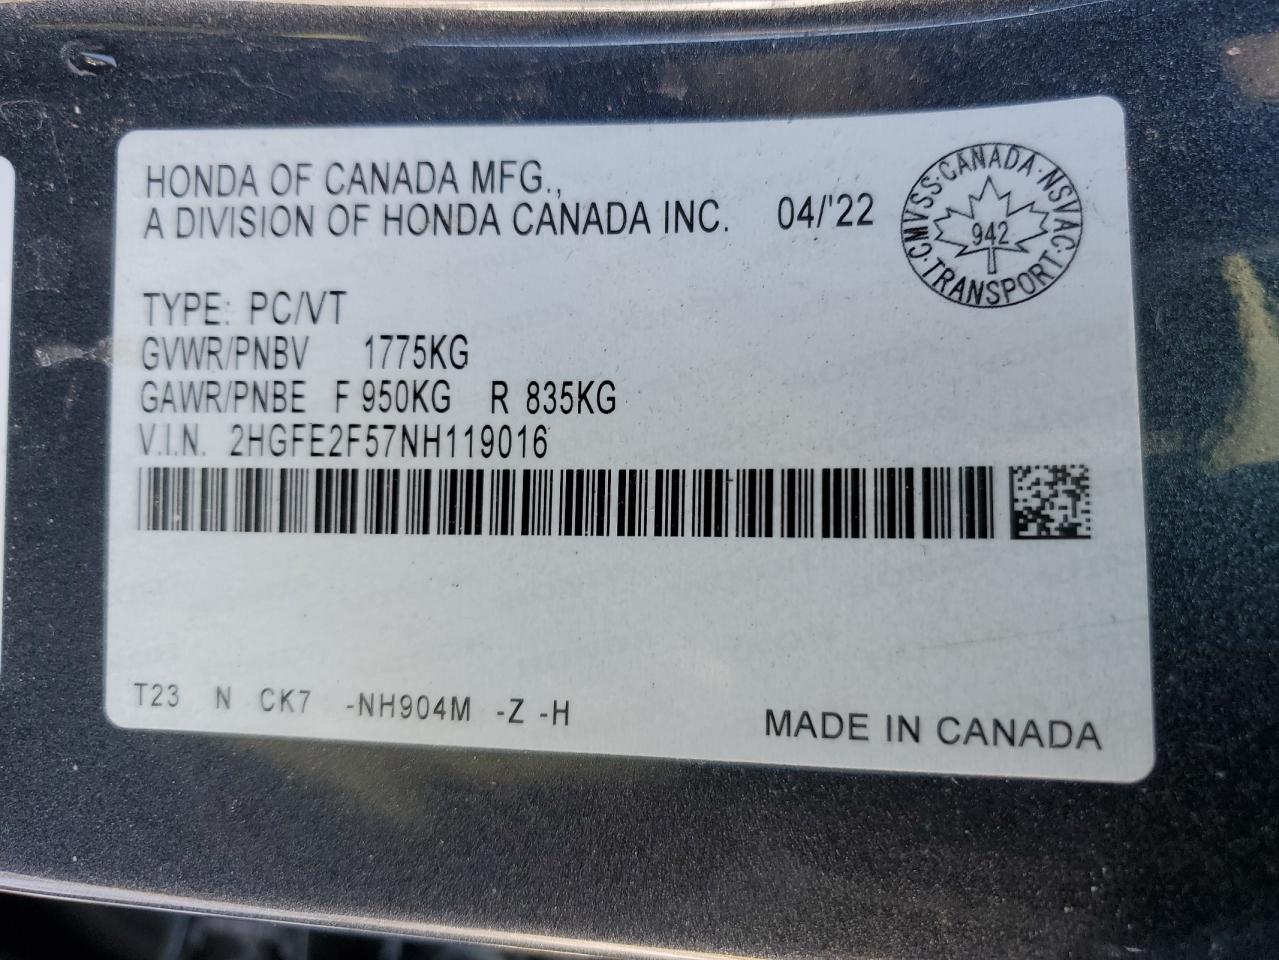 HONDA OF CANADA MFG.,
A DIVISION OF HONDA CANADA INC. 04/'22
CMVSS·CANADA·NSVAC·TRANSPORT·
942
TYPE: PC/VT
GVWR/PNBV 1775KG
GAWR/PNBE F 950KG R 835KG
V.I.N. 2HGFE2F57NH119016
T23 N CK7 -NH904M -Z -H
MADE IN CANADA